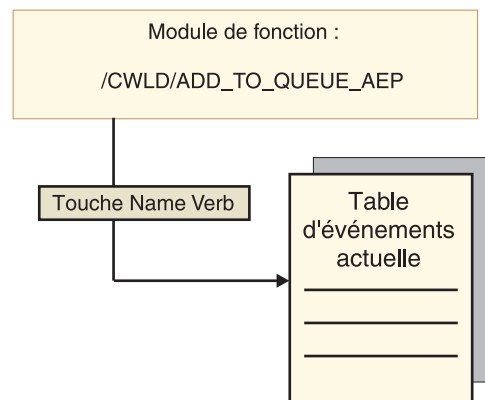 Module de fonction :
/CWLD/ADD_TO_QUEUE_AEP
Touche Name Verb
Table
d'événements
actuelle